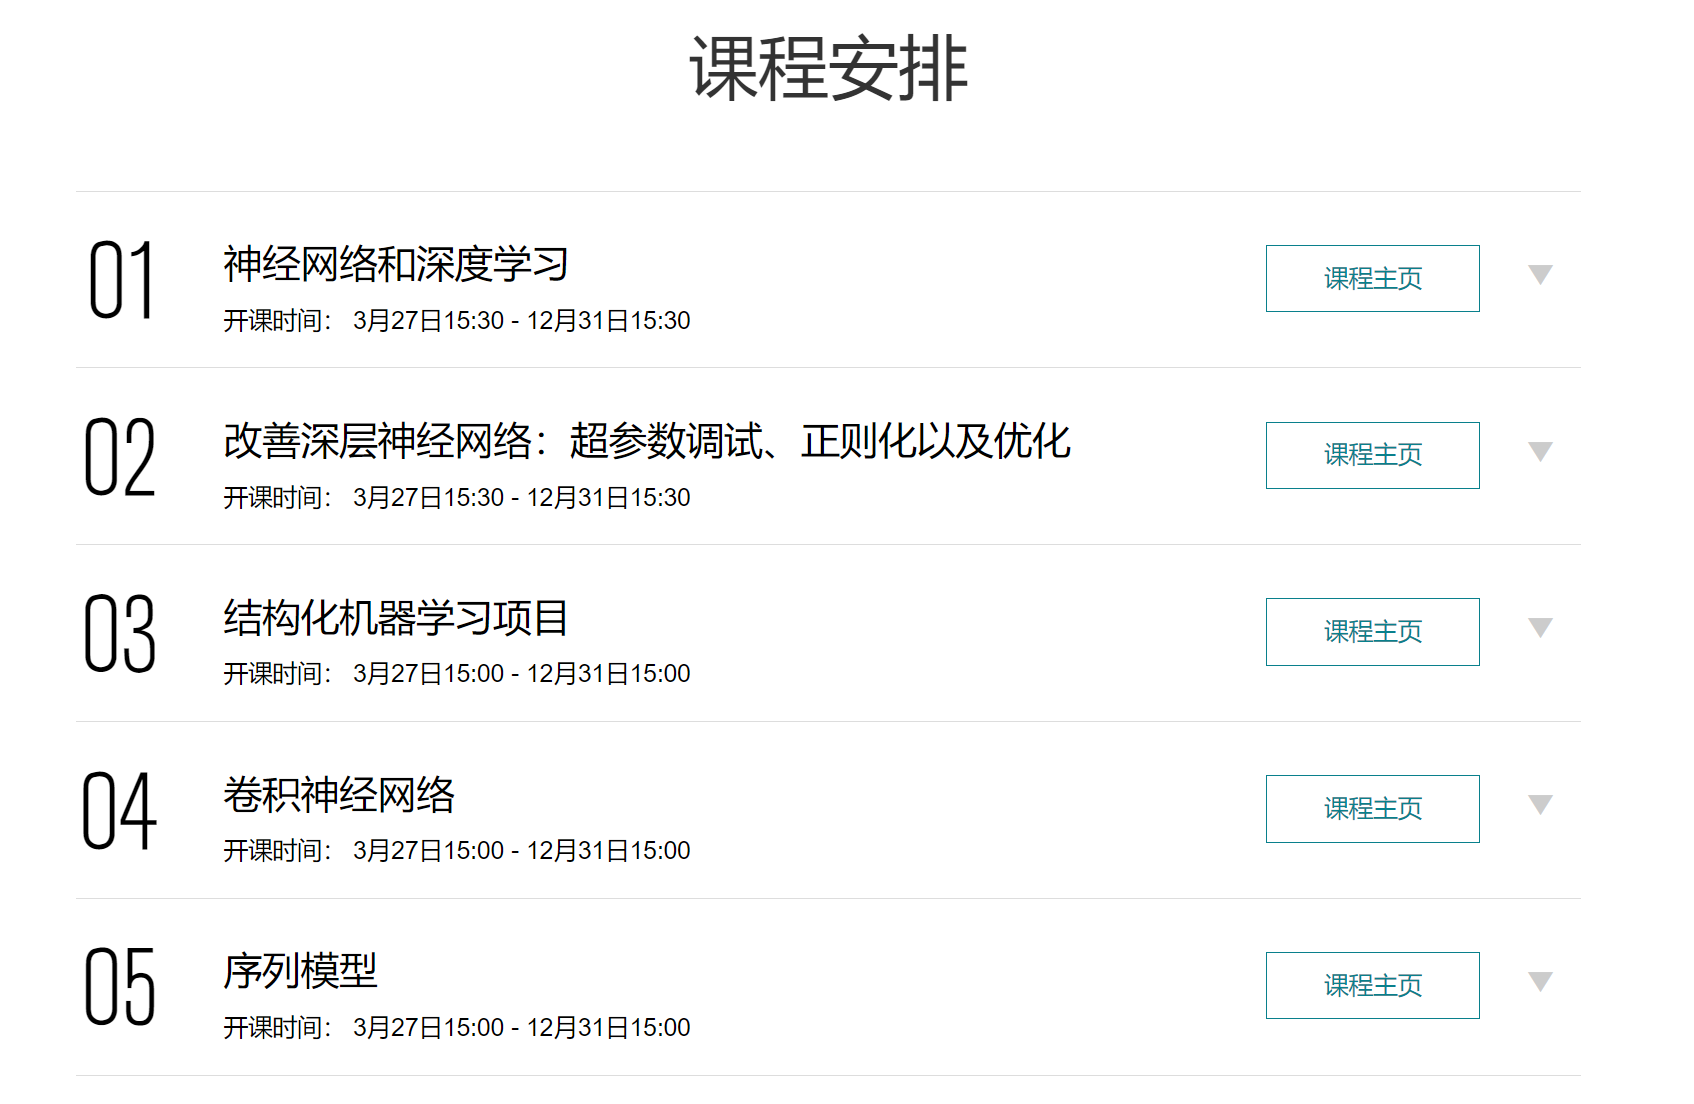 课程安排
01
神经网络和深度学习
课程主页
开课时间： 3月27日15:30 - 12月31日15:30
02
改善深层神经网络：超参数调试、正则化以及优化
课程主页
开课时间： 3月27日15:30 - 12月31日15:30
03
结构化机器学习项目
课程主页
开课时间： 3月27日15:00 - 12月31日15:00
04
卷积神经网络
课程主页
开课时间： 3月27日15:00 - 12月31日15:00
05
序列模型
课程主页
开课时间： 3月27日15:00 - 12月31日15:00